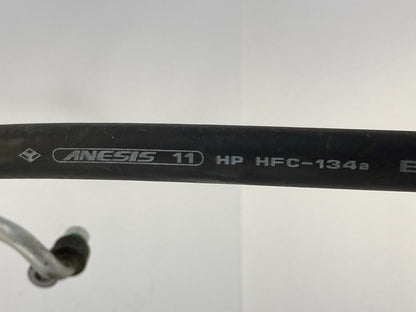 ANESIS 11 HP HFC-134a E